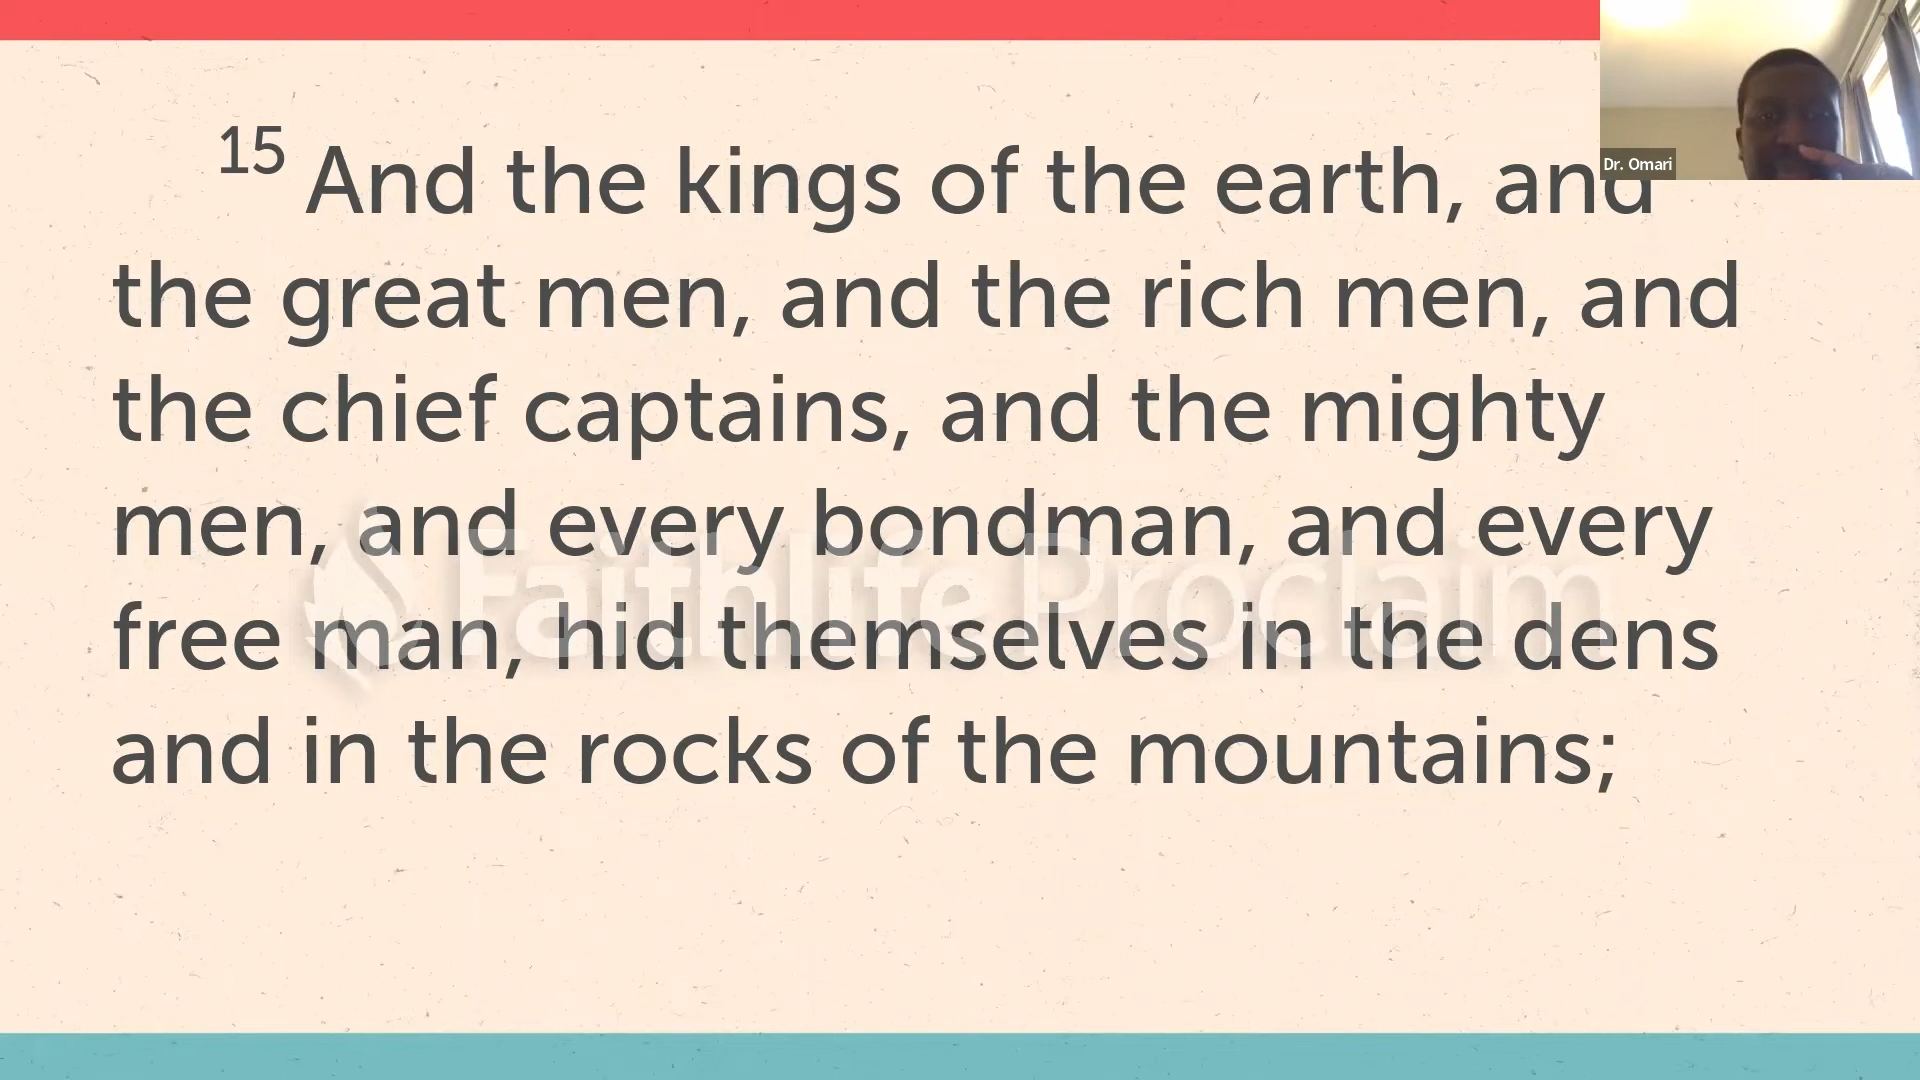 15 And the kings of the earth, and
the great men, and the rich men, and
the chief captains, and the mighty
men, and every bondman, and every
free man, hid themselves in the dens
and in the rocks of the mountains;
Faithlife Proclaim
Dr. Omari